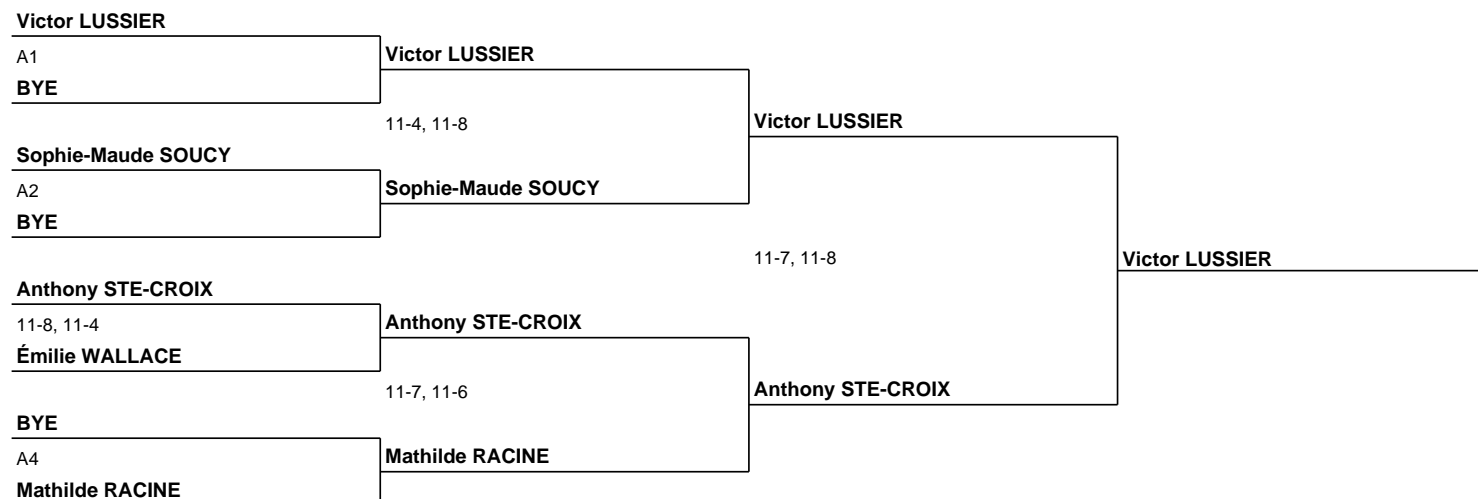 Victor LUSSIER
A1
Victor LUSSIER
BYE
11-4, 11-8
Victor LUSSIER
Sophie-Maude SOUCY
A2
Sophie-Maude SOUCY
BYE
11-7, 11-8
Victor LUSSIER
Anthony STE-CROIX
11-8, 11-4
Anthony STE-CROIX
Émilie WALLACE
11-7, 11-6
Anthony STE-CROIX
BYE
A4
Mathilde RACINE
Mathilde RACINE